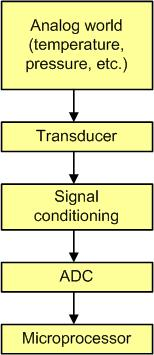 Analog world
(temperature,
pressure, etc.)
Transducer
Signal
conditioning
ADC
Microprocessor